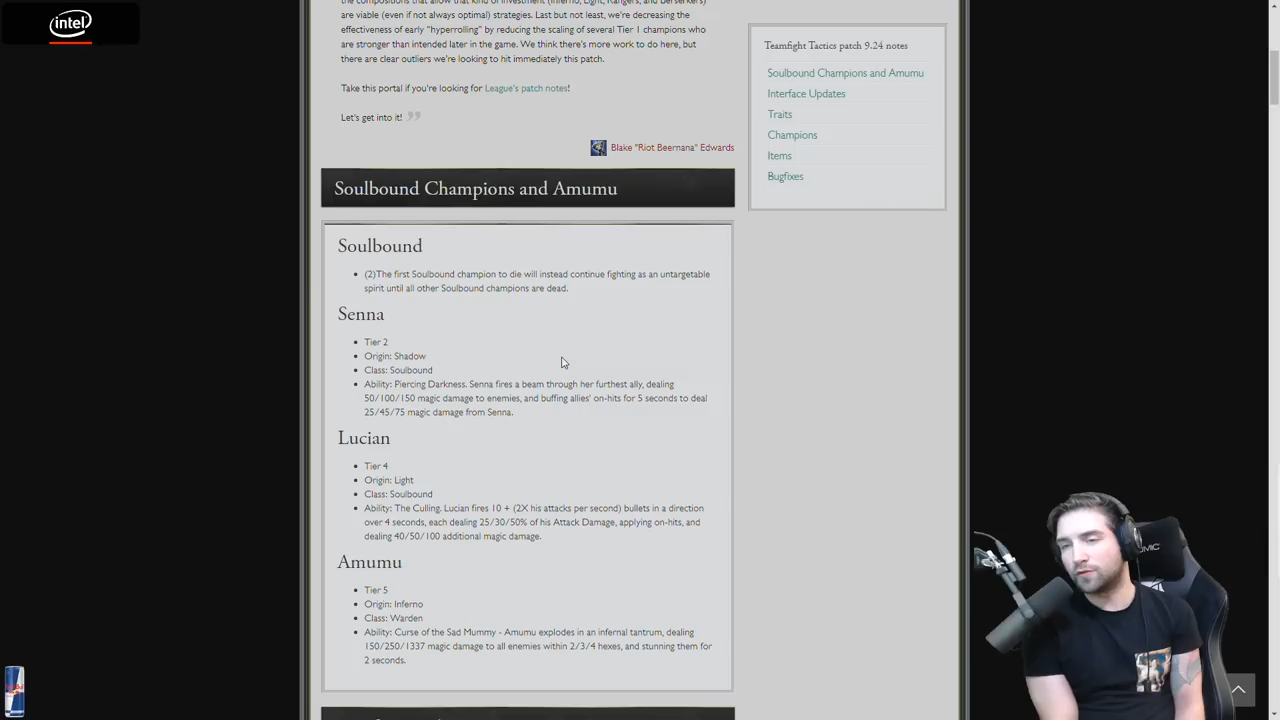 intel
the compositions that allow that kind of investment (Inferno, Light, Rangers, and Berserkers)
are viable (even if not always optimal) strategies. Last but not least, we're decreasing the
effectiveness of early "hyperrolling" by reducing the scaling of several Tier 1 champions who
are stronger than intended later in the game. We think there's more work to do here, but
there are clear outliers we're looking to hit immediately this patch.
Take this portal if you're looking for League's patch notes!
Let's get into it!
Blake "Riot Beernana" Edwards
Soulbound Champions and Amumu
Soulbound
(2)The first Soulbound champion to die will instead continue fighting as an untargetable
spirit until all other Soulbound champions are dead.
Senna
Tier 2
Origin: Shadow
Class: Soulbound
Ability: Piercing Darkness. Senna fires a beam through her furthest ally, dealing
50/100/150 magic damage to enemies, and buffing allies' on-hits for 5 seconds to deal
25/45/75 magic damage from Senna.
Lucian
Tier 4
Origin: Light
Class: Soulbound
Ability: The Culling. Lucian fires 10 + (2X his attacks per second) bullets in a direction
over 4 seconds, each dealing 25/30/50% of his Attack Damage, applying on-hits, and
dealing 40/50/100 additional magic damage.
Amumu
Tier 5
Origin: Inferno
Class: Warden
Ability: Curse of the Sad Mummy - Amumu explodes in an infernal tantrum, dealing
150/250/1337 magic damage to all enemies within 2/3/4 hexes, and stunning them for
2 seconds.
Teamfight Tactics patch 9.24 notes
Soulbound Champions and Amumu
Interface Updates
Traits
Champions
Items
Bugfixes